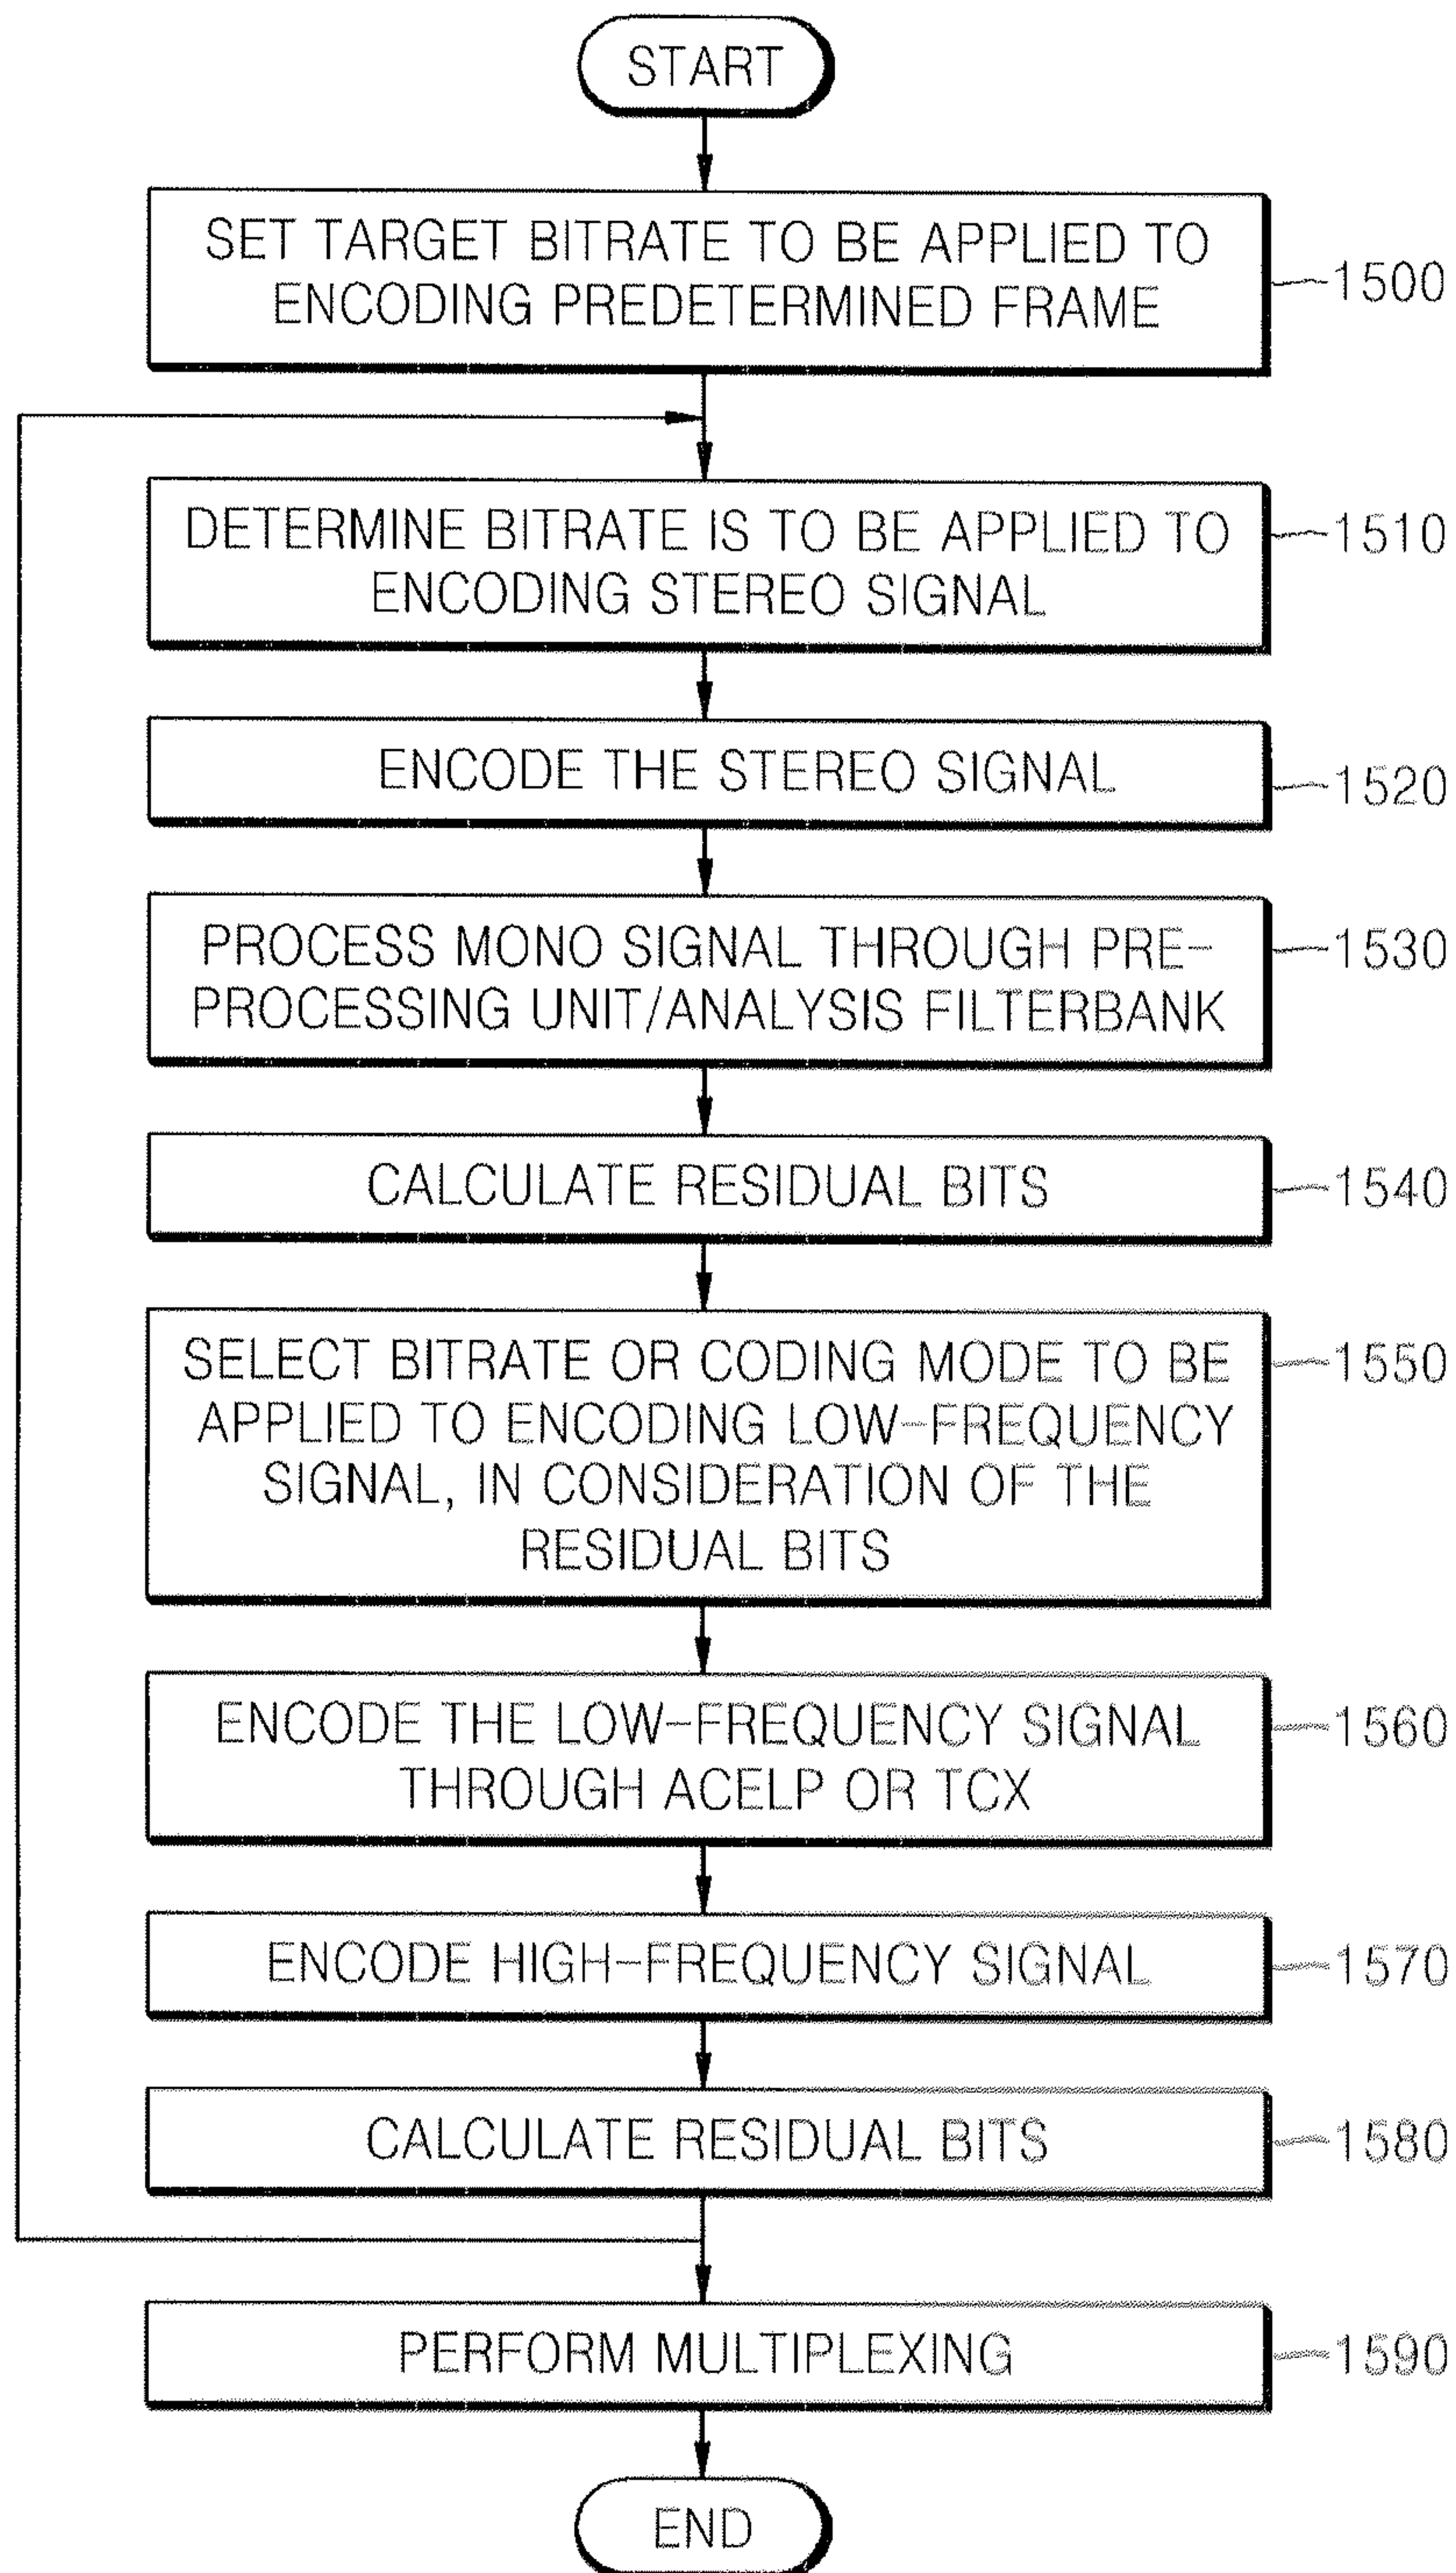 START
SET TARGET BITRATE TO BE APPLIED TO
ENCODING PREDETERMINED FRAME
1500
DETERMINE BITRATE IS TO BE APPLIED TO
ENCODING STEREO SIGNAL
1510
ENCODE THE STEREO SIGNAL
1520
PROCESS MONO SIGNAL THROUGH PRE-
PROCESSING UNIT/ANALYSIS FILTERBANK
1530
CALCULATE RESIDUAL BITS
1540
SELECT BITRATE OR CODING MODE TO BE
APPLIED TO ENCODING LOW-FREQUENCY
SIGNAL, IN CONSIDERATION OF THE
RESIDUAL BITS
1550
ENCODE THE LOW-FREQUENCY SIGNAL
THROUGH ACELP OR TCX
1560
ENCODE HIGH-FREQUENCY SIGNAL
1570
CALCULATE RESIDUAL BITS
1580
PERFORM MULTIPLEXING
1590
END